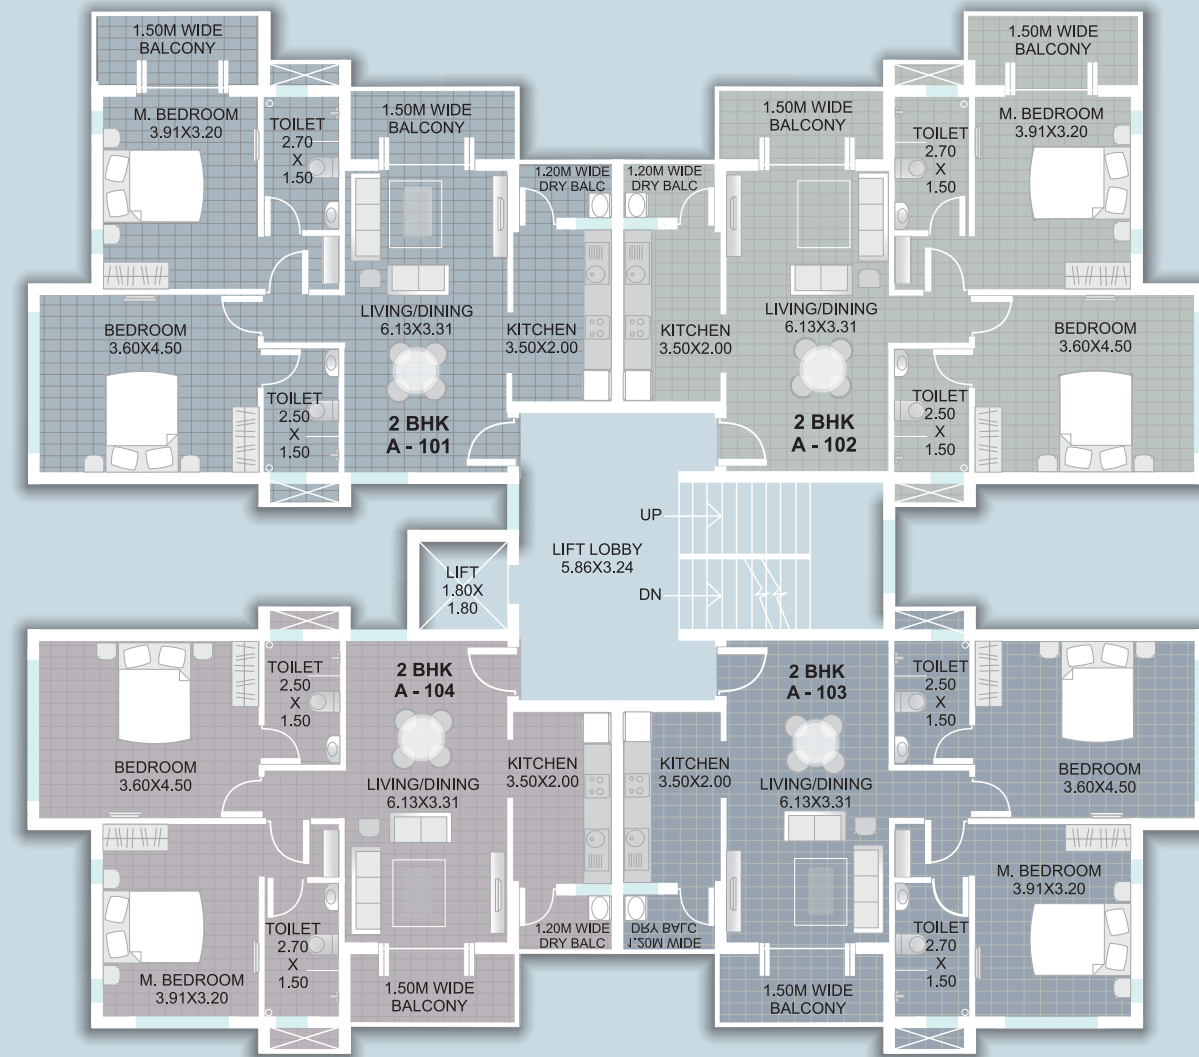 1.50M WIDE
BALCONY
M. BEDROOM
3.91X3.20
TOILET
2.70
X
1.50
1.50M WIDE
BALCONY
1.20M WIDE
DRY BALC
LIVING/DINING
6.13X3.31
KITCHEN
3.50X2.00
BEDROOM
3.60X4.50
TOILET
2.50
X
1.50
2 BHK
A - 101
1.50M WIDE
BALCONY
1.50M WIDE
BALCONY
M. BEDROOM
3.91X3.20
TOILET
2.70
X
1.50
1.20M WIDE
DRY BALC
LIVING/DINING
6.13X3.31
KITCHEN
3.50X2.00
BEDROOM
3.60X4.50
TOILET
2.50
X
1.50
2 BHK
A - 102
UP
LIFT LOBBY
5.86X3.24
DN
LIFT
1.80X
1.80
2 BHK
A - 104
TOILET
2.50
X
1.50
BEDROOM
3.60X4.50
LIVING/DINING
6.13X3.31
KITCHEN
3.50X2.00
M. BEDROOM
3.91X3.20
TOILET
2.70
X
1.50
1.20M WIDE
DRY BALC
1.50M WIDE
BALCONY
2 BHK
A - 103
TOILET
2.50
X
1.50
BEDROOM
3.60X4.50
KITCHEN
3.50X2.00
LIVING/DINING
6.13X3.31
M. BEDROOM
3.91X3.20
TOILET
2.70
X
1.50
1.20M WIDE
DRY BALC
1.50M WIDE
BALCONY